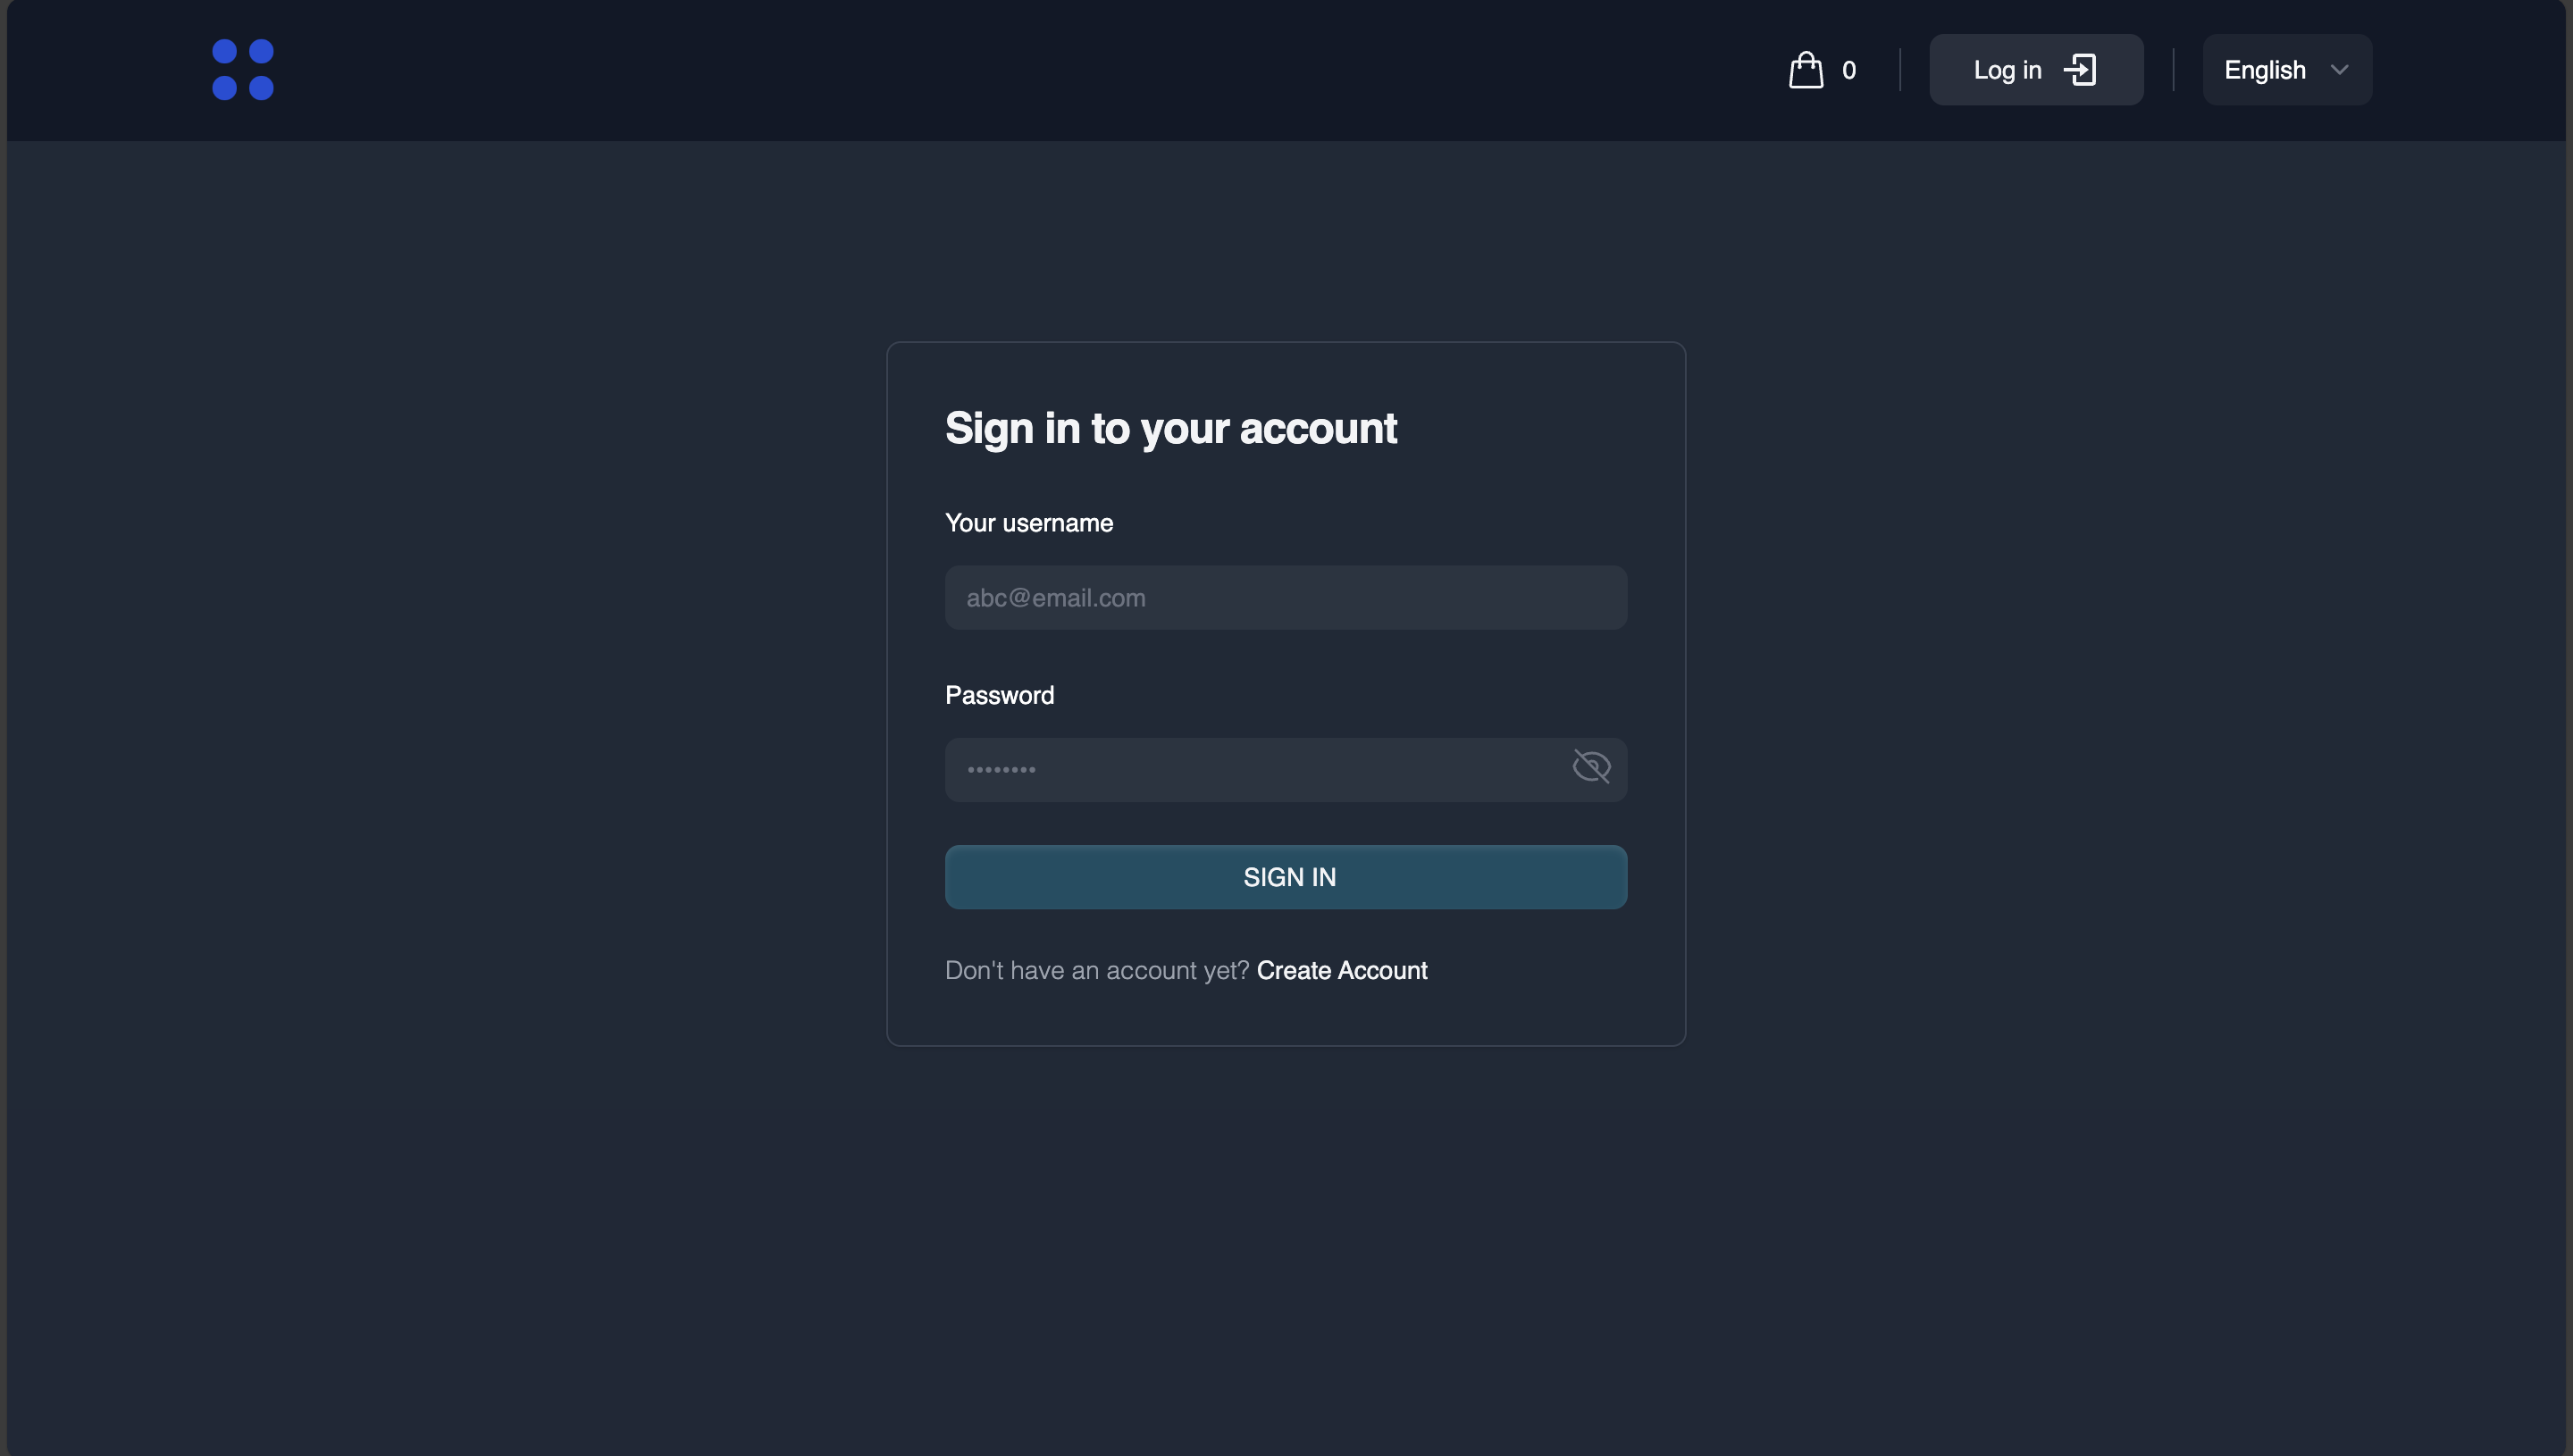 0
Log in
English
Sign in to your account
Your username
abc@email.com
Password
••••••••
SIGN IN
Don't have an account yet? Create Account